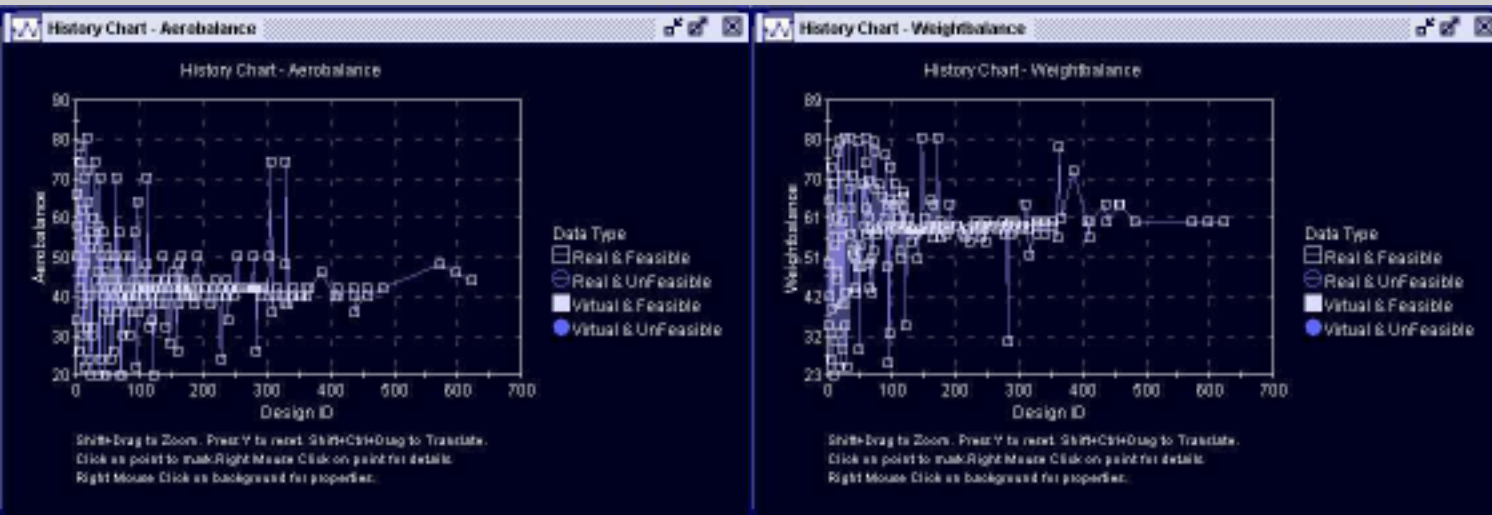 History Chart - Aerobalance
History Chart - Aerobalance
90
80
70
60
50
40
30
20
Aerobalance
0 100 200 300 400 500 600 700
Design ID
Data Type
Real & Feasible
Real & UnFeasible
Virtual & Feasible
Virtual & UnFeasible
Shift+Drag to Zoom. Press 'r' to reset. Shift+Ctrl+Drag to Translate.
Click on point to mark.Right Mouse Click on point for details.
Right Mouse Click on background for properties.
History Chart - Weightbalance
History Chart - Weightbalance
89
80
70
61
51
42
32
23
Weightbalance
0 100 200 300 400 500 600 700
Design ID
Data Type
Real & Feasible
Real & UnFeasible
Virtual & Feasible
Virtual & UnFeasible
Shift+Drag to Zoom. Press 'r' to reset. Shift+Ctrl+Drag to Translate.
Click on point to mark.Right Mouse Click on point for details.
Right Mouse Click on background for properties.